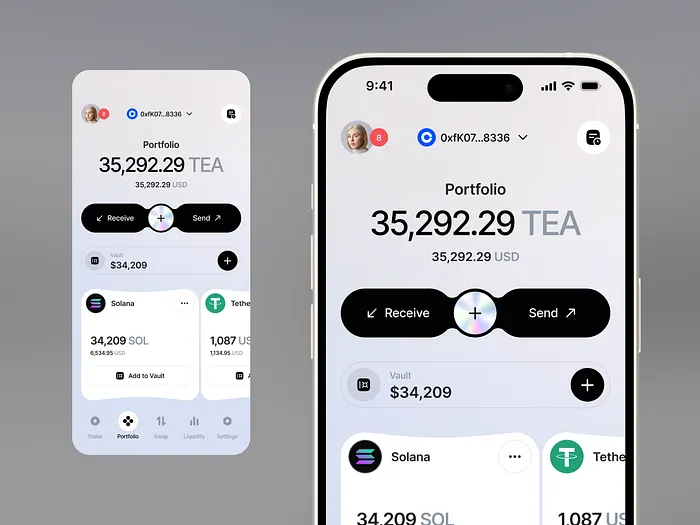 8
0xfK07...8336
Portfolio
35,292.29 TEA
35,292.29 USD
Receive
Send
Vault
$34,209
Solana
Tethe
34,209 SOL
6,534.95 USD
1,087 US
1,134.95 USD
Add to Vault
A
Stake
Portfolio
Swap
Liquidity
Settings
9:41
8
0xfK07...8336
Portfolio
35,292.29 TEA
35,292.29 USD
Receive
Send
Vault
$34,209
Solana
Tethe
34,209 SOL
1,087 US